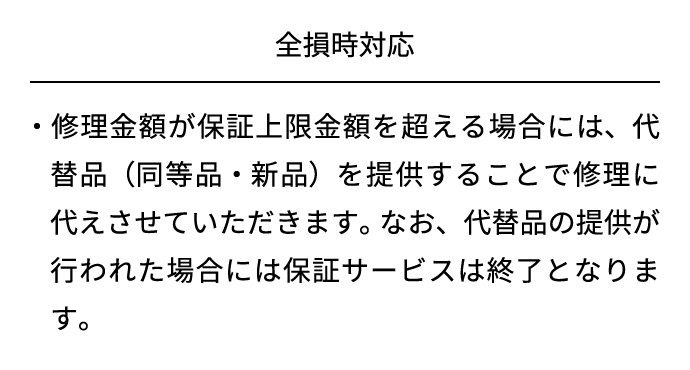 全損時対応
・修理金額が保証上限金額を超える場合には、代
替品（同等品・新品）を提供することで修理に
代えさせていただきます。なお、代替品の提供が
行われた場合には保証サービスは終了となりま
す。